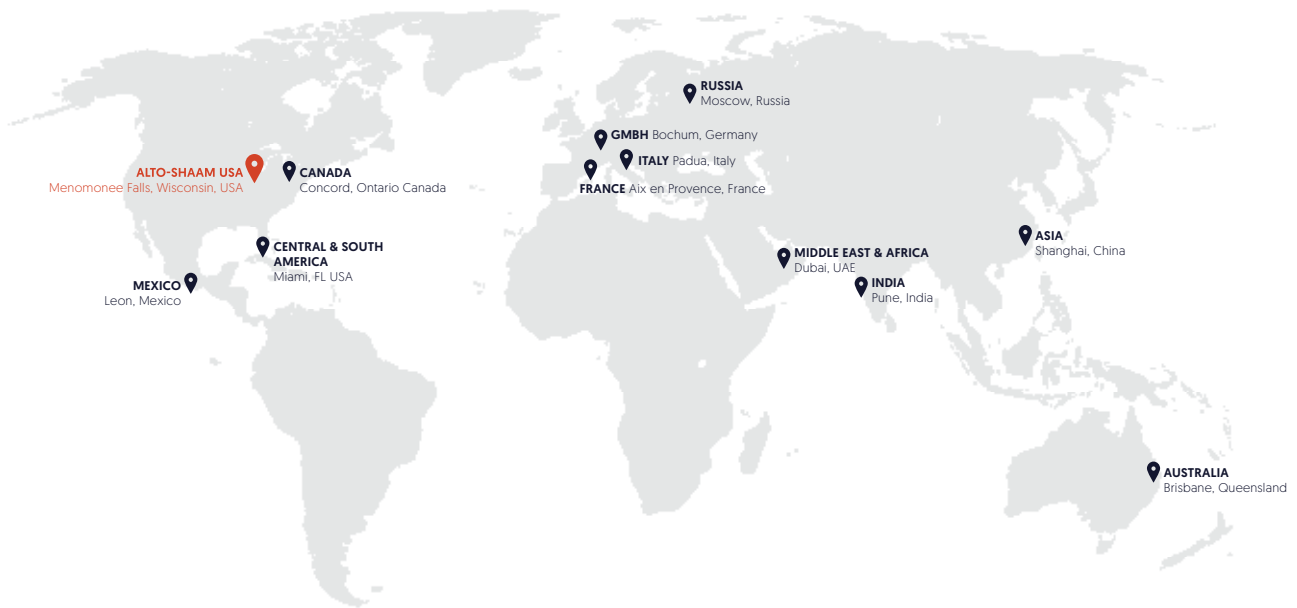 RUSSIA
Moscow, Russia
GMBH Bochum, Germany
ITALY Padua, Italy
ALTO-SHAAM USA
Menomonee Falls, Wisconsin, USA
CANADA
Concord, Ontario Canada
FRANCE Aix en Provence, France
CENTRAL & SOUTH
AMERICA
Miami, FL USA
MEXICO
Leon, Mexico
MIDDLE EAST & AFRICA
Dubai, UAE
INDIA
Pune, India
ASIA
Shanghai, China
AUSTRALIA
Brisbane, Queensland